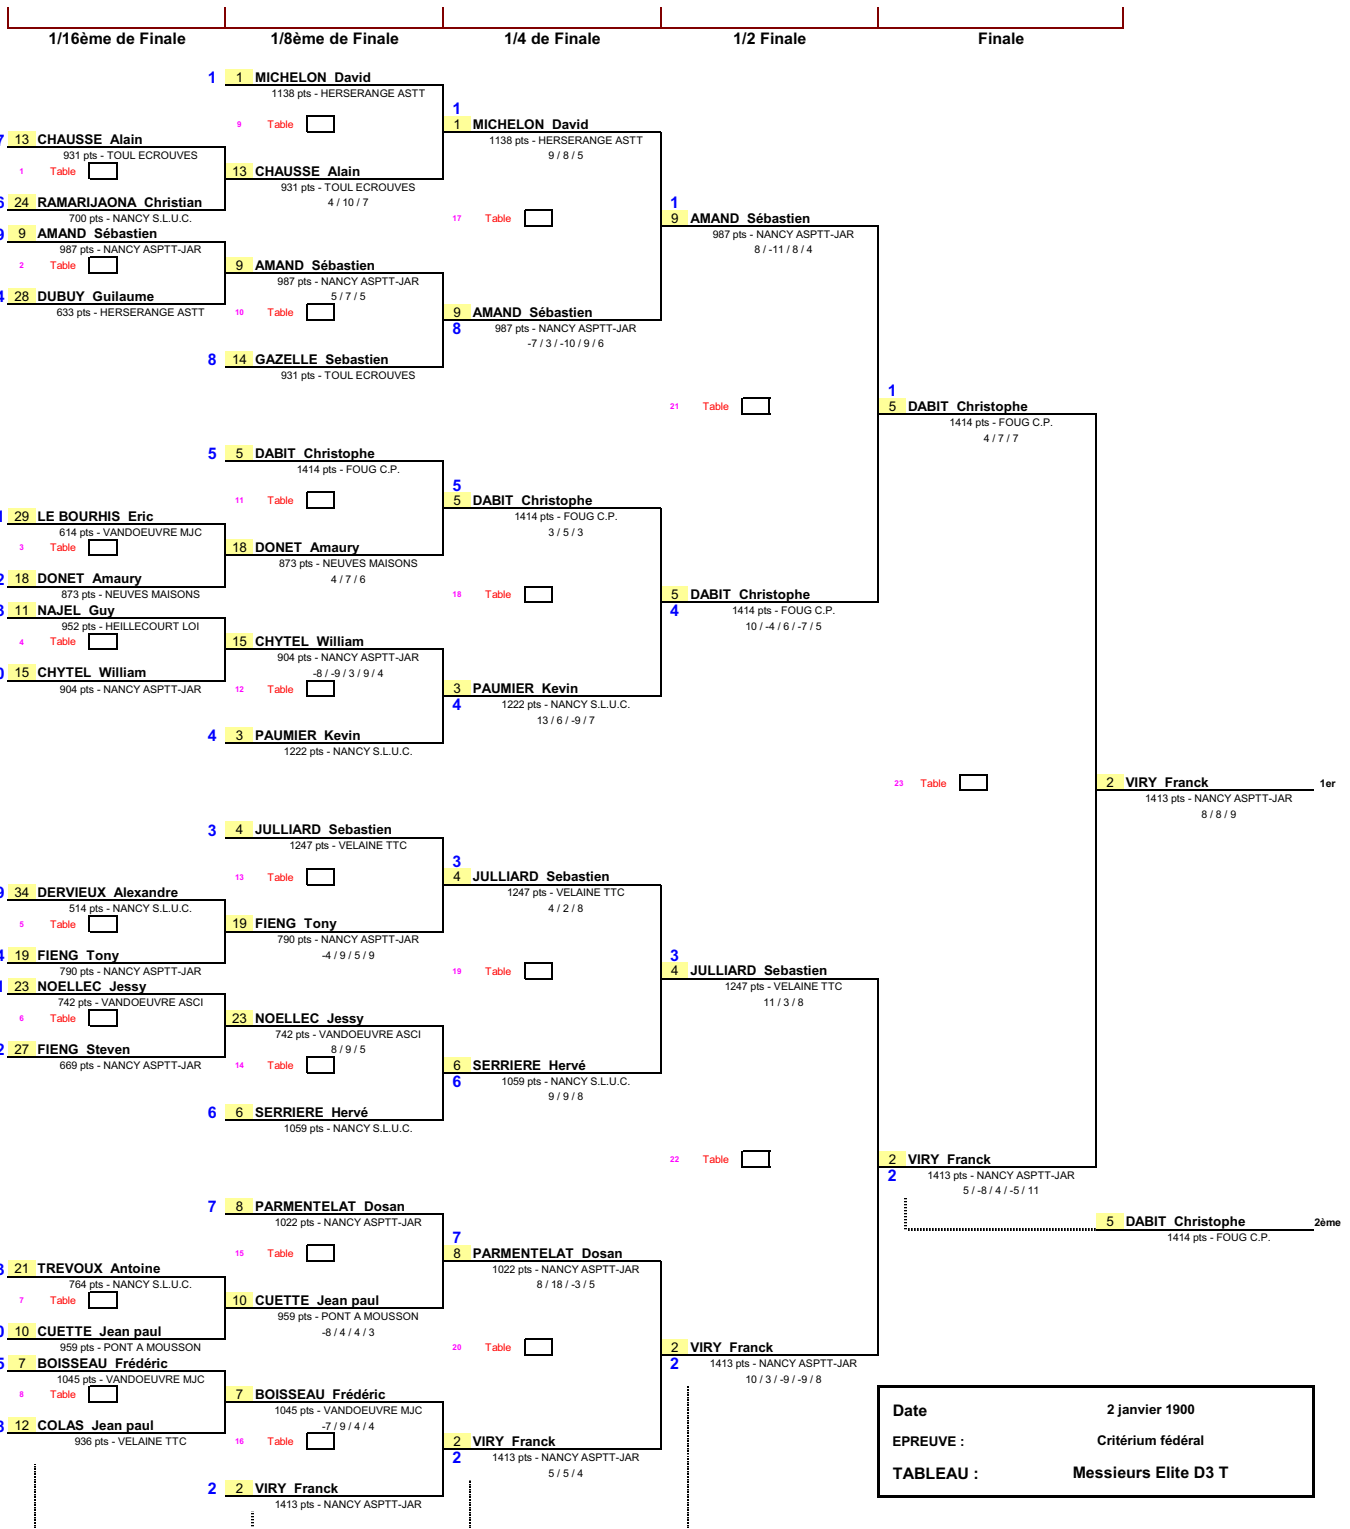 1/16ème de Finale 1/8ème de Finale 1/4 de Finale 1/2 Finale Finale
1 1 MICHELON David
1138 pts - HERSERANGE ASTT
1
9 Table 1 MICHELON David
7 13 CHAUSSE Alain 1138 pts - HERSERANGE ASTT
931 pts - TOUL ECROUVES 9 / 8 / 5
1 Table 13 CHAUSSE Alain
931 pts - TOUL ECROUVES
6 24 RAMARIJAONA Christian 4 / 10 / 7 1
700 pts - NANCY S.L.U.C. 17 Table 9 AMAND Sébastien
9 9 AMAND Sébastien 987 pts - NANCY ASPTT-JAR
987 pts - NANCY ASPTT-JAR 8 / -11 / 8 / 4
2 Table 9 AMAND Sébastien
987 pts - NANCY ASPTT-JAR
4 28 DUBUY Guilaume 5 / 7 / 5
633 pts - HERSERANGE ASTT 10 Table 9 AMAND Sébastien
8 987 pts - NANCY ASPTT-JAR
-7 / 3 / -10 / 9 / 6
8 14 GAZELLE Sebastien
931 pts - TOUL ECROUVES
1
21 Table 5 DABIT Christophe
1414 pts - FOUG C.P.
4 / 7 / 7
5 5 DABIT Christophe
1414 pts - FOUG C.P.
5
11 Table 5 DABIT Christophe
1 29 LE BOURHIS Eric 1414 pts - FOUG C.P.
614 pts - VANDOEUVRE MJC 3 / 5 / 3
3 Table 18 DONET Amaury
873 pts - NEUVES MAISONS
2 18 DONET Amaury 4 / 7 / 6
873 pts - NEUVES MAISONS 18 Table 5 DABIT Christophe
3 11 NAJEL Guy 4 1414 pts - FOUG C.P.
952 pts - HEILLECOURT LOI 10 / -4 / 6 / -7 / 5
4 Table 15 CHYTEL William
904 pts - NANCY ASPTT-JAR
0 15 CHYTEL William -8 / -9 / 3 / 9 / 4
904 pts - NANCY ASPTT-JAR 12 Table 3 PAUMIER Kevin
4 1222 pts - NANCY S.L.U.C.
13 / 6 / -9 / 7
4 3 PAUMIER Kevin
1222 pts - NANCY S.L.U.C.
23 Table 2 VIRY Franck 1er
1413 pts - NANCY ASPTT-JAR
8 / 8 / 9
3 4 JULLIARD Sebastien
1247 pts - VELAINE TTC
3
13 Table 4 JULLIARD Sebastien
9 34 DERVIEUX Alexandre 1247 pts - VELAINE TTC
514 pts - NANCY S.L.U.C. 4 / 2 / 8
5 Table 19 FIENG Tony
790 pts - NANCY ASPTT-JAR
4 19 FIENG Tony -4 / 9 / 5 / 9 3
790 pts - NANCY ASPTT-JAR 19 Table 4 JULLIARD Sebastien
1 23 NOELLEC Jessy 1247 pts - VELAINE TTC
742 pts - VANDOEUVRE ASCI 11 / 3 / 8
6 Table 23 NOELLEC Jessy
742 pts - VANDOEUVRE ASCI
2 27 FIENG Steven 8 / 9 / 5
669 pts - NANCY ASPTT-JAR 14 Table 6 SERRIERE Hervé
6 1059 pts - NANCY S.L.U.C.
9 / 9 / 8
6 6 SERRIERE Hervé
1059 pts - NANCY S.L.U.C.
22 Table 2 VIRY Franck
2 1413 pts - NANCY ASPTT-JAR
5 / -8 / 4 / -5 / 11
7 8 PARMENTELAT Dosan
1022 pts - NANCY ASPTT-JAR 5 DABIT Christophe 2ème
7 1414 pts - FOUG C.P.
15 Table 8 PARMENTELAT Dosan
3 21 TREVOUX Antoine 1022 pts - NANCY ASPTT-JAR
764 pts - NANCY S.L.U.C. 8 / 18 / -3 / 5
7 Table 10 CUETTE Jean paul
959 pts - PONT A MOUSSON
0 10 CUETTE Jean paul -8 / 4 / 4 / 3
959 pts - PONT A MOUSSON 20 Table 2 VIRY Franck
5 7 BOISSEAU Frédéric 2 1413 pts - NANCY ASPTT-JAR
1045 pts - VANDOEUVRE MJC 10 / 3 / -9 / -9 / 8
8 Table 7 BOISSEAU Frédéric
1045 pts - VANDOEUVRE MJC
3 12 COLAS Jean paul -7 / 9 / 4 / 4
936 pts - VELAINE TTC 16 Table 2 VIRY Franck
2 1413 pts - NANCY ASPTT-JAR
5 / 5 / 4
2 2 VIRY Franck
1413 pts - NANCY ASPTT-JAR
Date 2 janvier 1900
EPREUVE : Critérium fédéral
TABLEAU : Messieurs Elite D3 T